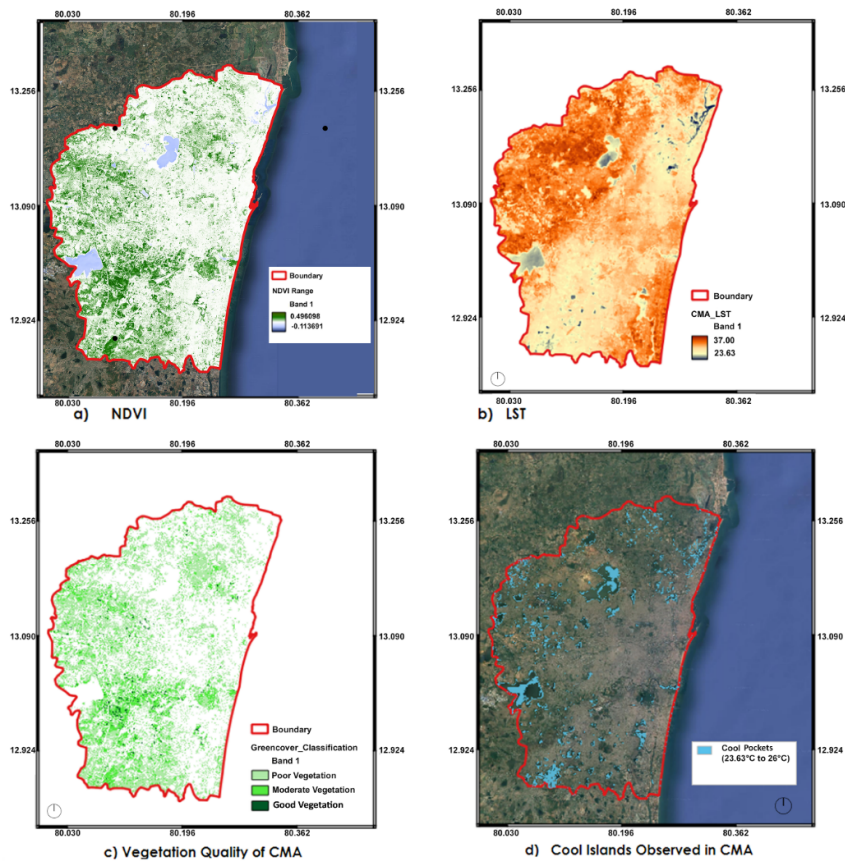 80.030 80.196 80.362
13.256
13.090
12.924
13.256
13.090
12.924
Boundary
NDVI Range
Band 1
0.496098
-0.113691
80.030 80.196 80.362
a) NDVI
80.030 80.196 80.362
13.256
13.090
12.924
13.256
13.090
12.924
Boundary
CMA_LST
Band 1
37.00
23.63
80.030 80.196 80.362
b) LST
13.256
13.090
12.924
13.256
13.090
12.924
Boundary
Greencover_Classification
Band 1
Poor Vegetation
Moderate Vegetation
Good Vegetation
80.030 80.196 80.362
c) Vegetation Quality of CMA
13.256
13.090
12.924
13.256
13.090
12.924
Cool Pockets
(23.63°C to 26°C)
80.030 80.196 80.362
d) Cool Islands Observed in CMA